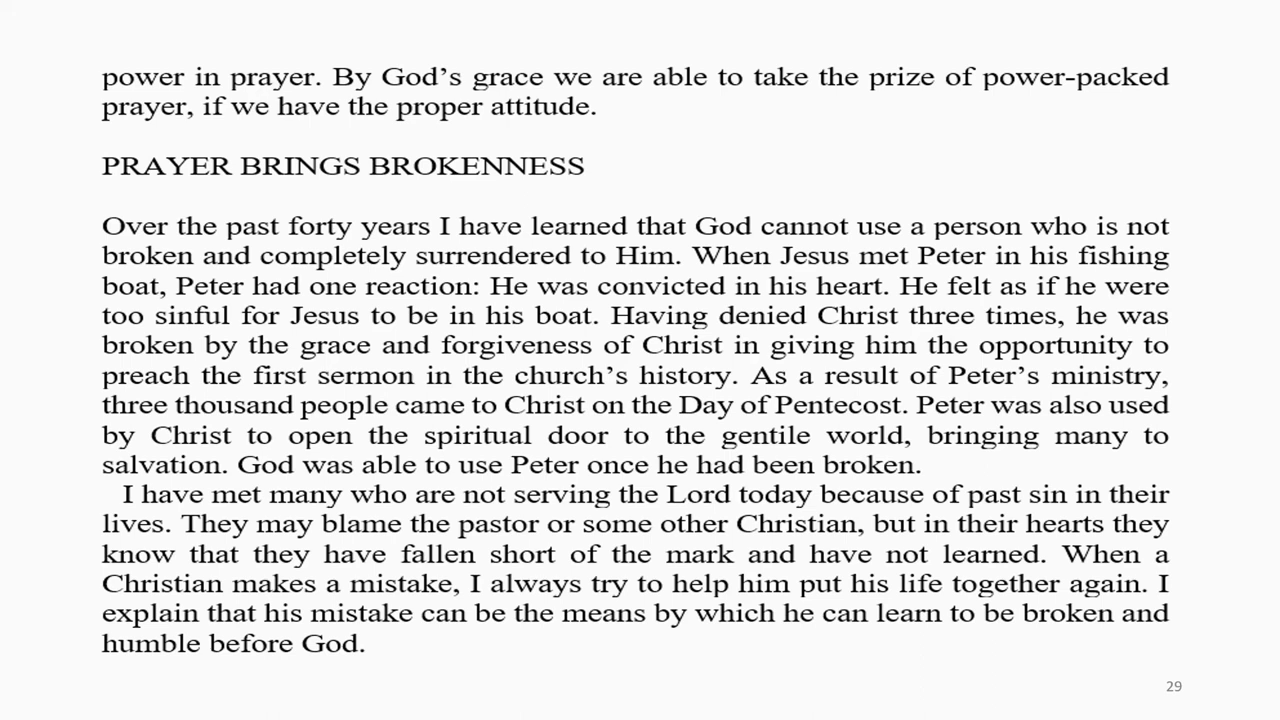 power in prayer. By God’s grace we are able to take the prize of power-packed
prayer, if we have the proper attitude.
PRAYER BRINGS BROKENNESS
Over the past forty years I have learned that God cannot use a person who is not
broken and completely surrendered to Him. When Jesus met Peter in his fishing
boat, Peter had one reaction: He was convicted in his heart. He felt as if he were
too sinful for Jesus to be in his boat. Having denied Christ three times, he was
broken by the grace and forgiveness of Christ in giving him the opportunity to
preach the first sermon in the church’s history. As a result of Peter’s ministry,
three thousand people came to Christ on the Day of Pentecost. Peter was also used
by Christ to open the spiritual door to the gentile world, bringing many to
salvation. God was able to use Peter once he had been broken.
I have met many who are not serving the Lord today because of past sin in their
lives. They may blame the pastor or some other Christian, but in their hearts they
know that they have fallen short of the mark and have not learned. When a
Christian makes a mistake, I always try to help him put his life together again. I
explain that his mistake can be the means by which he can learn to be broken and
humble before God.
29